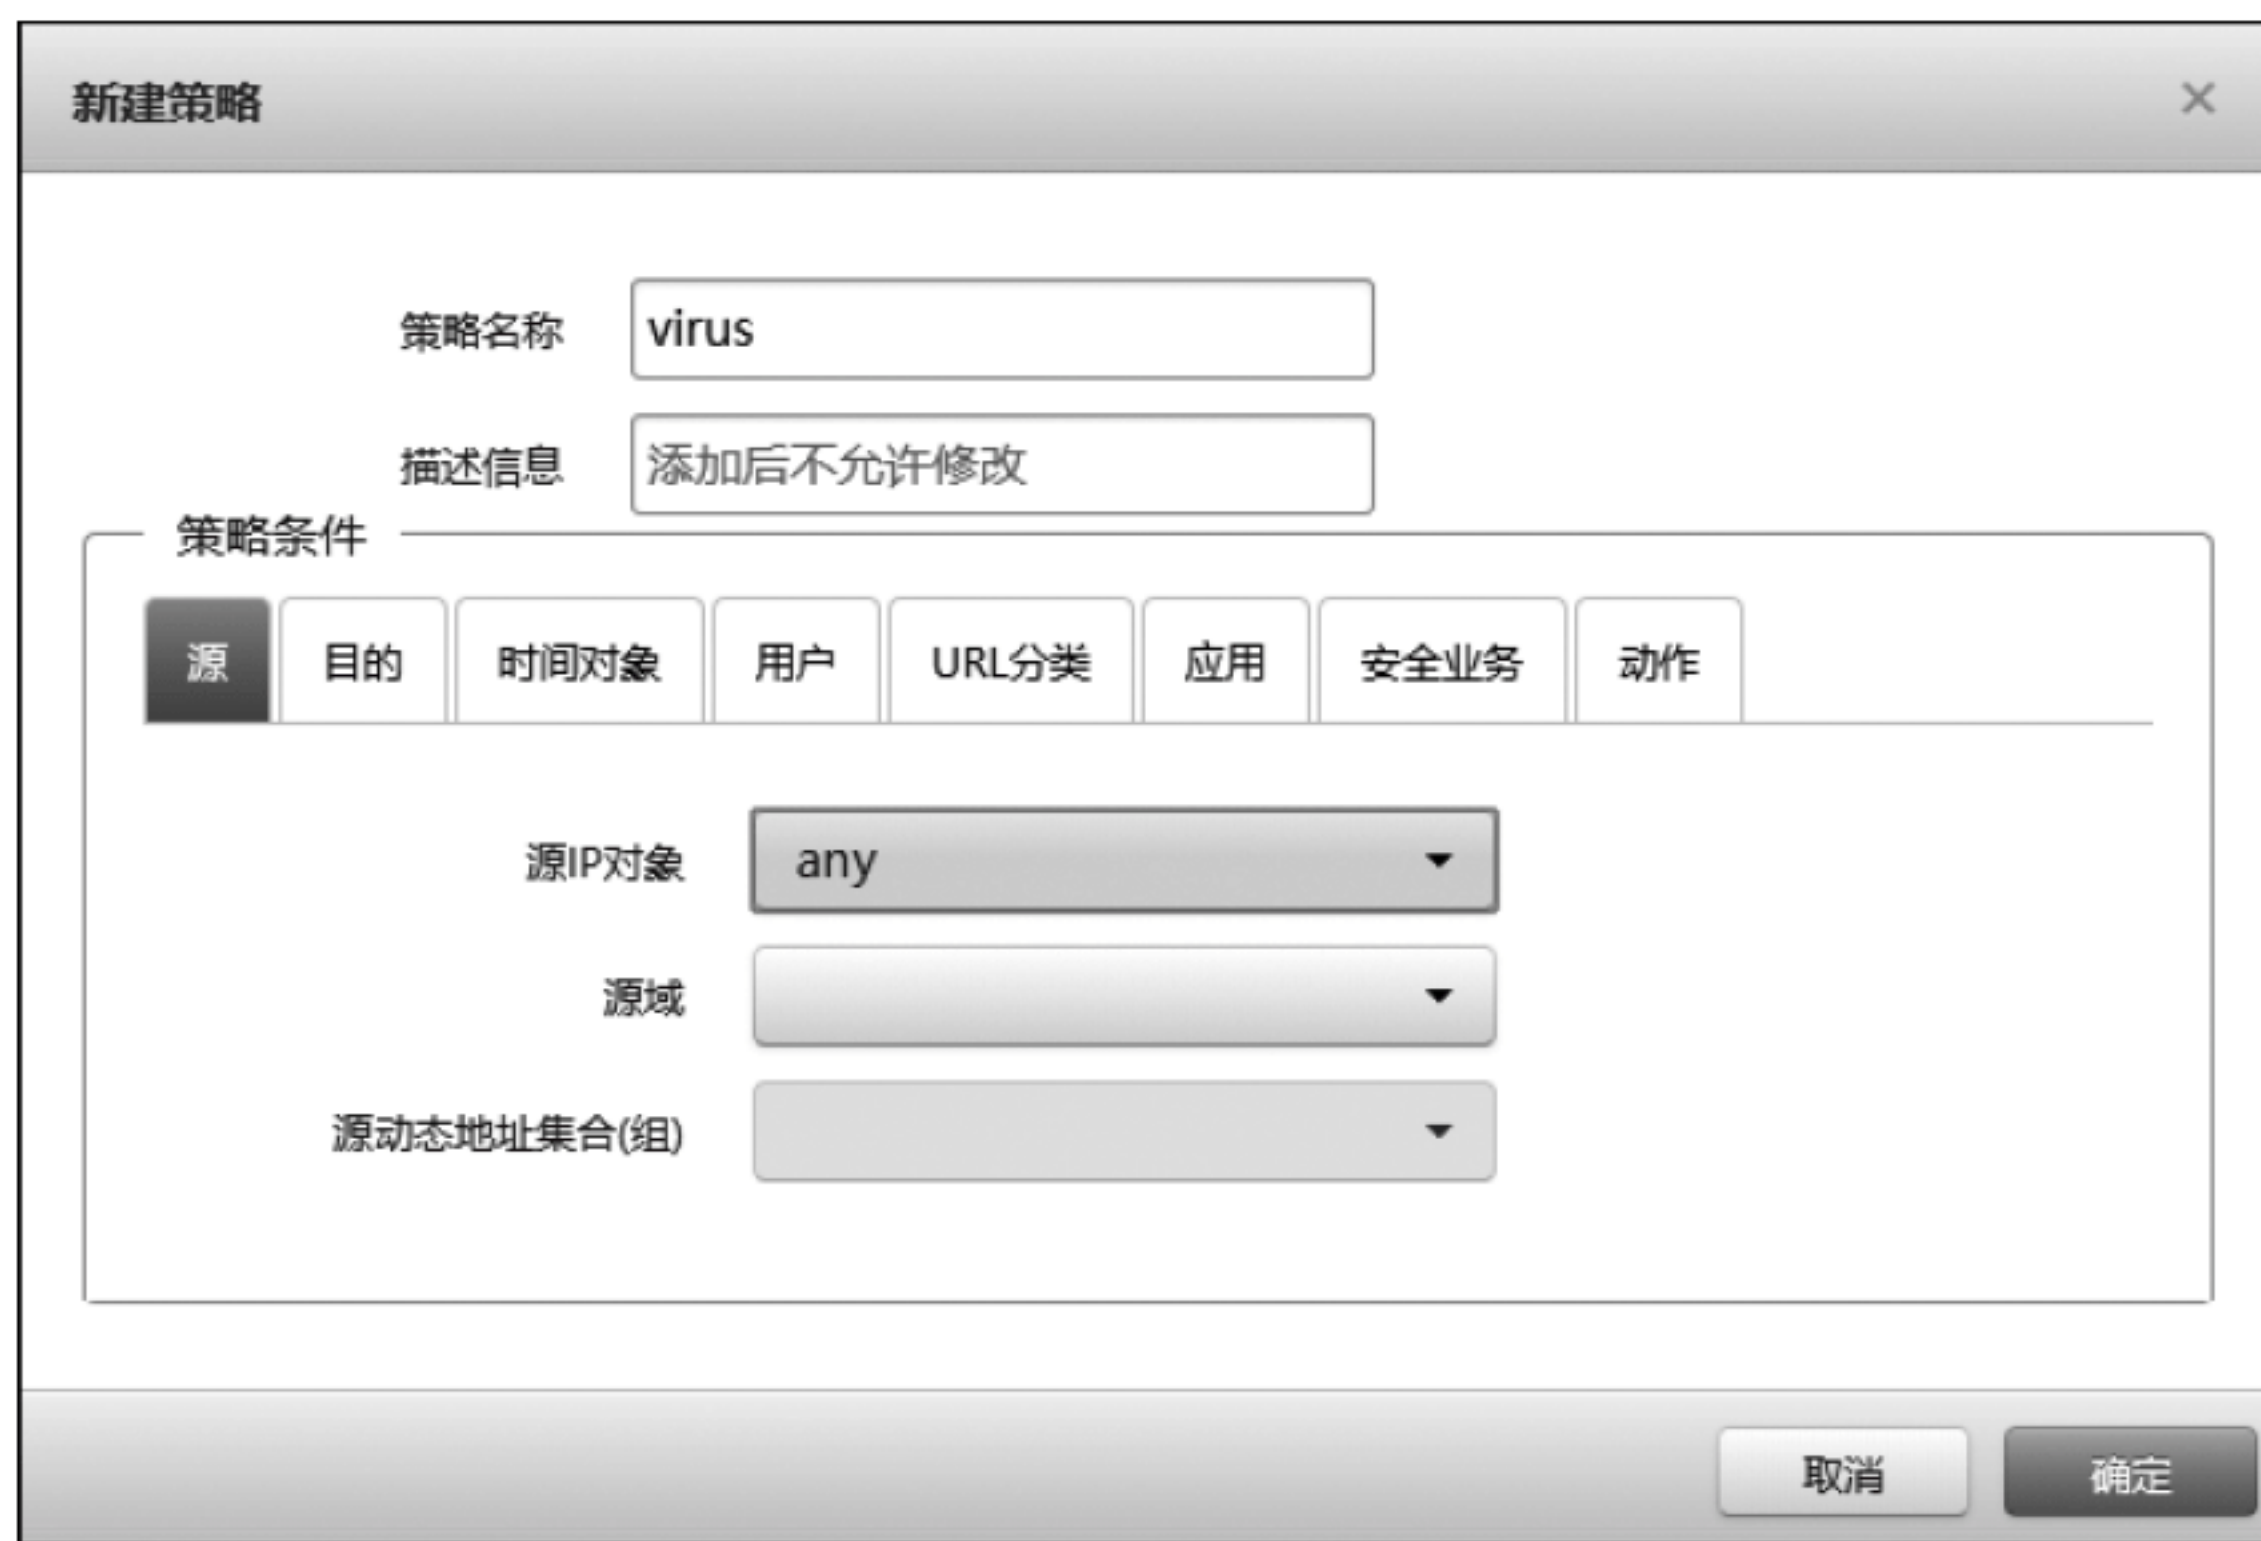 新建策略 ×
策略名称 virus
描述信息 添加后不允许修改
策略条件
源 目的 时间对象 用户 URL分类 应用 安全业务 动作
源IP对象 any
源域
源动态地址集合(组)
取消 确定